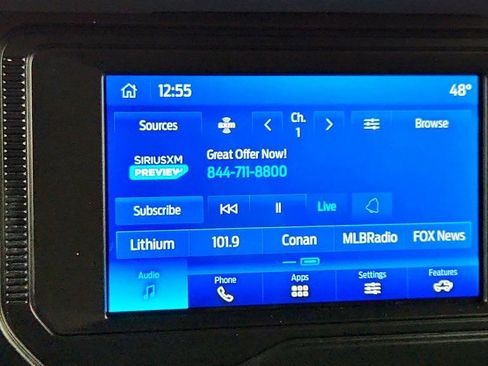 12:55 48°
Sources Ch. 1 Browse
SIRIUSXM PREVIEW
Great Offer Now!
844-711-8800
Subscribe Live
Lithium 101.9 Conan MLBRadio FOX News
Audio Phone Apps Settings Features